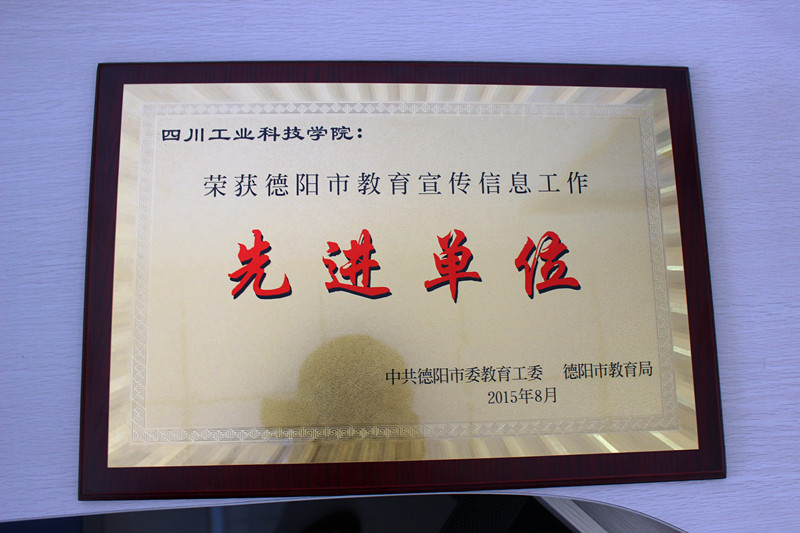 四川工业科技学院：
荣获德阳市教育宣传信息工作
先进单位
中共德阳市委教育工委 德阳市教育局
2015年8月